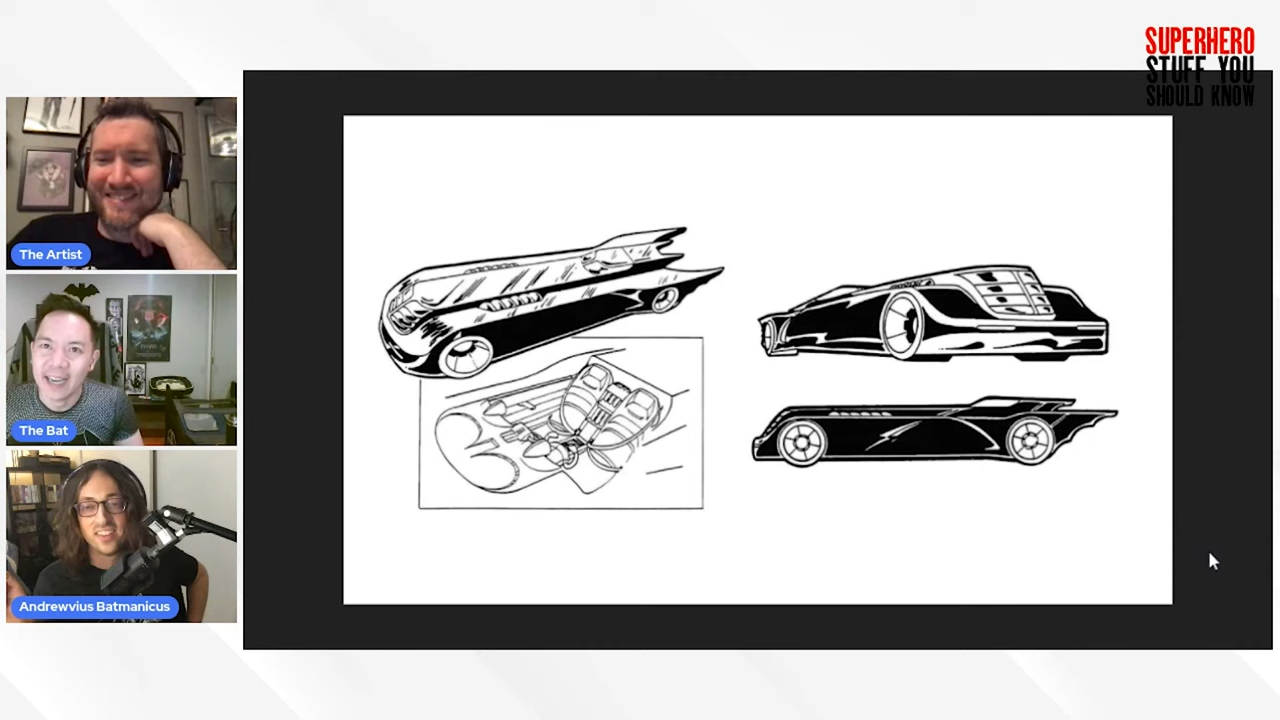 SUPERHERO
STUFF YOU
SHOULD KNOW
The Artist
The Bat
Andrewvius Batmanicus